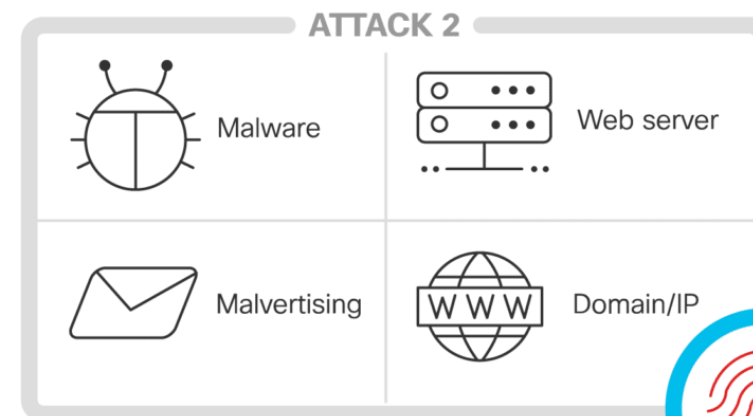 ATTACK 2
Malware
Web server
Malvertising
WWW
Domain/IP